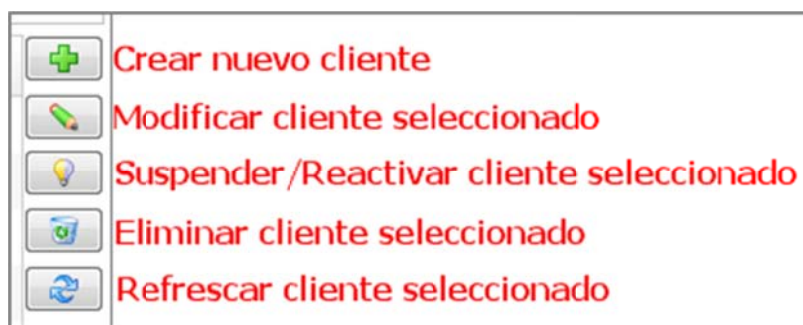 Crear nuevo cliente
Modificar cliente seleccionado
Suspender/Reactivar cliente seleccionado
Eliminar cliente seleccionado
Refrescar cliente seleccionado